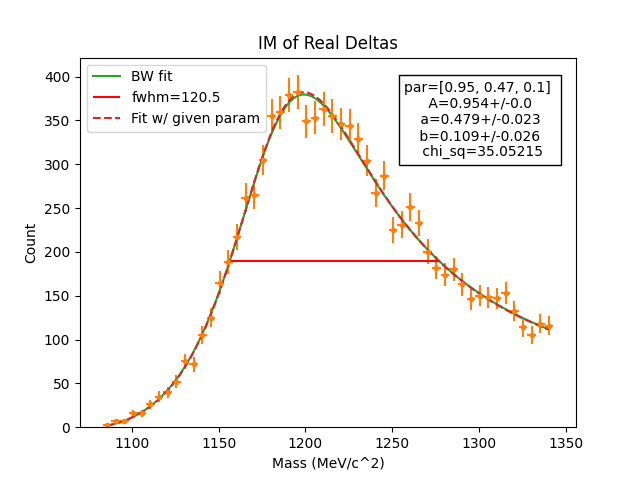 IM of Real Deltas
BW fit
fwhm=120.5
Fit w/ given param
par=[0.95, 0.47, 0.1]
A=0.954+/-0.0
a=0.479+/-0.023
b=0.109+/-0.026
chi_sq=35.05215
Count
400
350
300
250
200
150
100
50
0
1100 1150 1200 1250 1300 1350
Mass (MeV/c^2)